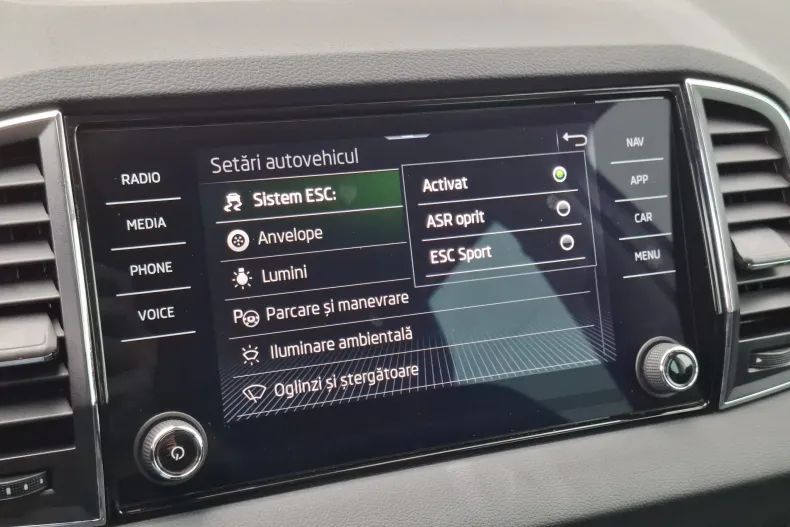 RADIO
MEDIA
PHONE
VOICE
Setări autovehicul
Sistem ESC:
Anvelope
Lumini
Parcare și manevrare
Iluminare ambientală
Oglinzi și ștergătoare
Activat
ASR oprit
ESC Sport
NAV
APP
CAR
MENU